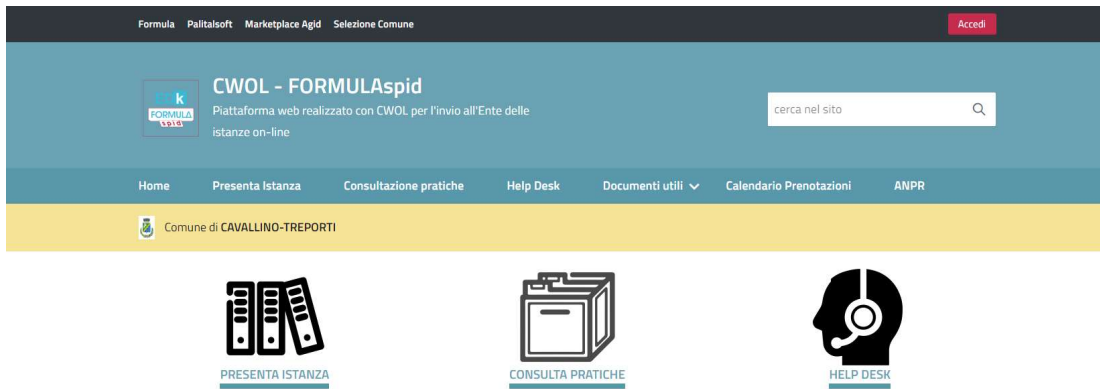 Formula Palitalsoft Marketplace Agid Selezione Comune Accedi
k
FORMULA
spid
CWOL - FORMULAspid
Piattaforma web realizzato con CWOL per l'invio all'Ente delle
istanze on-line
cerca nel sito
Home Presenta Istanza Consultazione pratiche Help Desk Documenti utili Calendario Prenotazioni ANPR
Comune di CAVALLINO-TREPORTI
PRESENTA ISTANZA CONSULTA PRATICHE HELP DESK